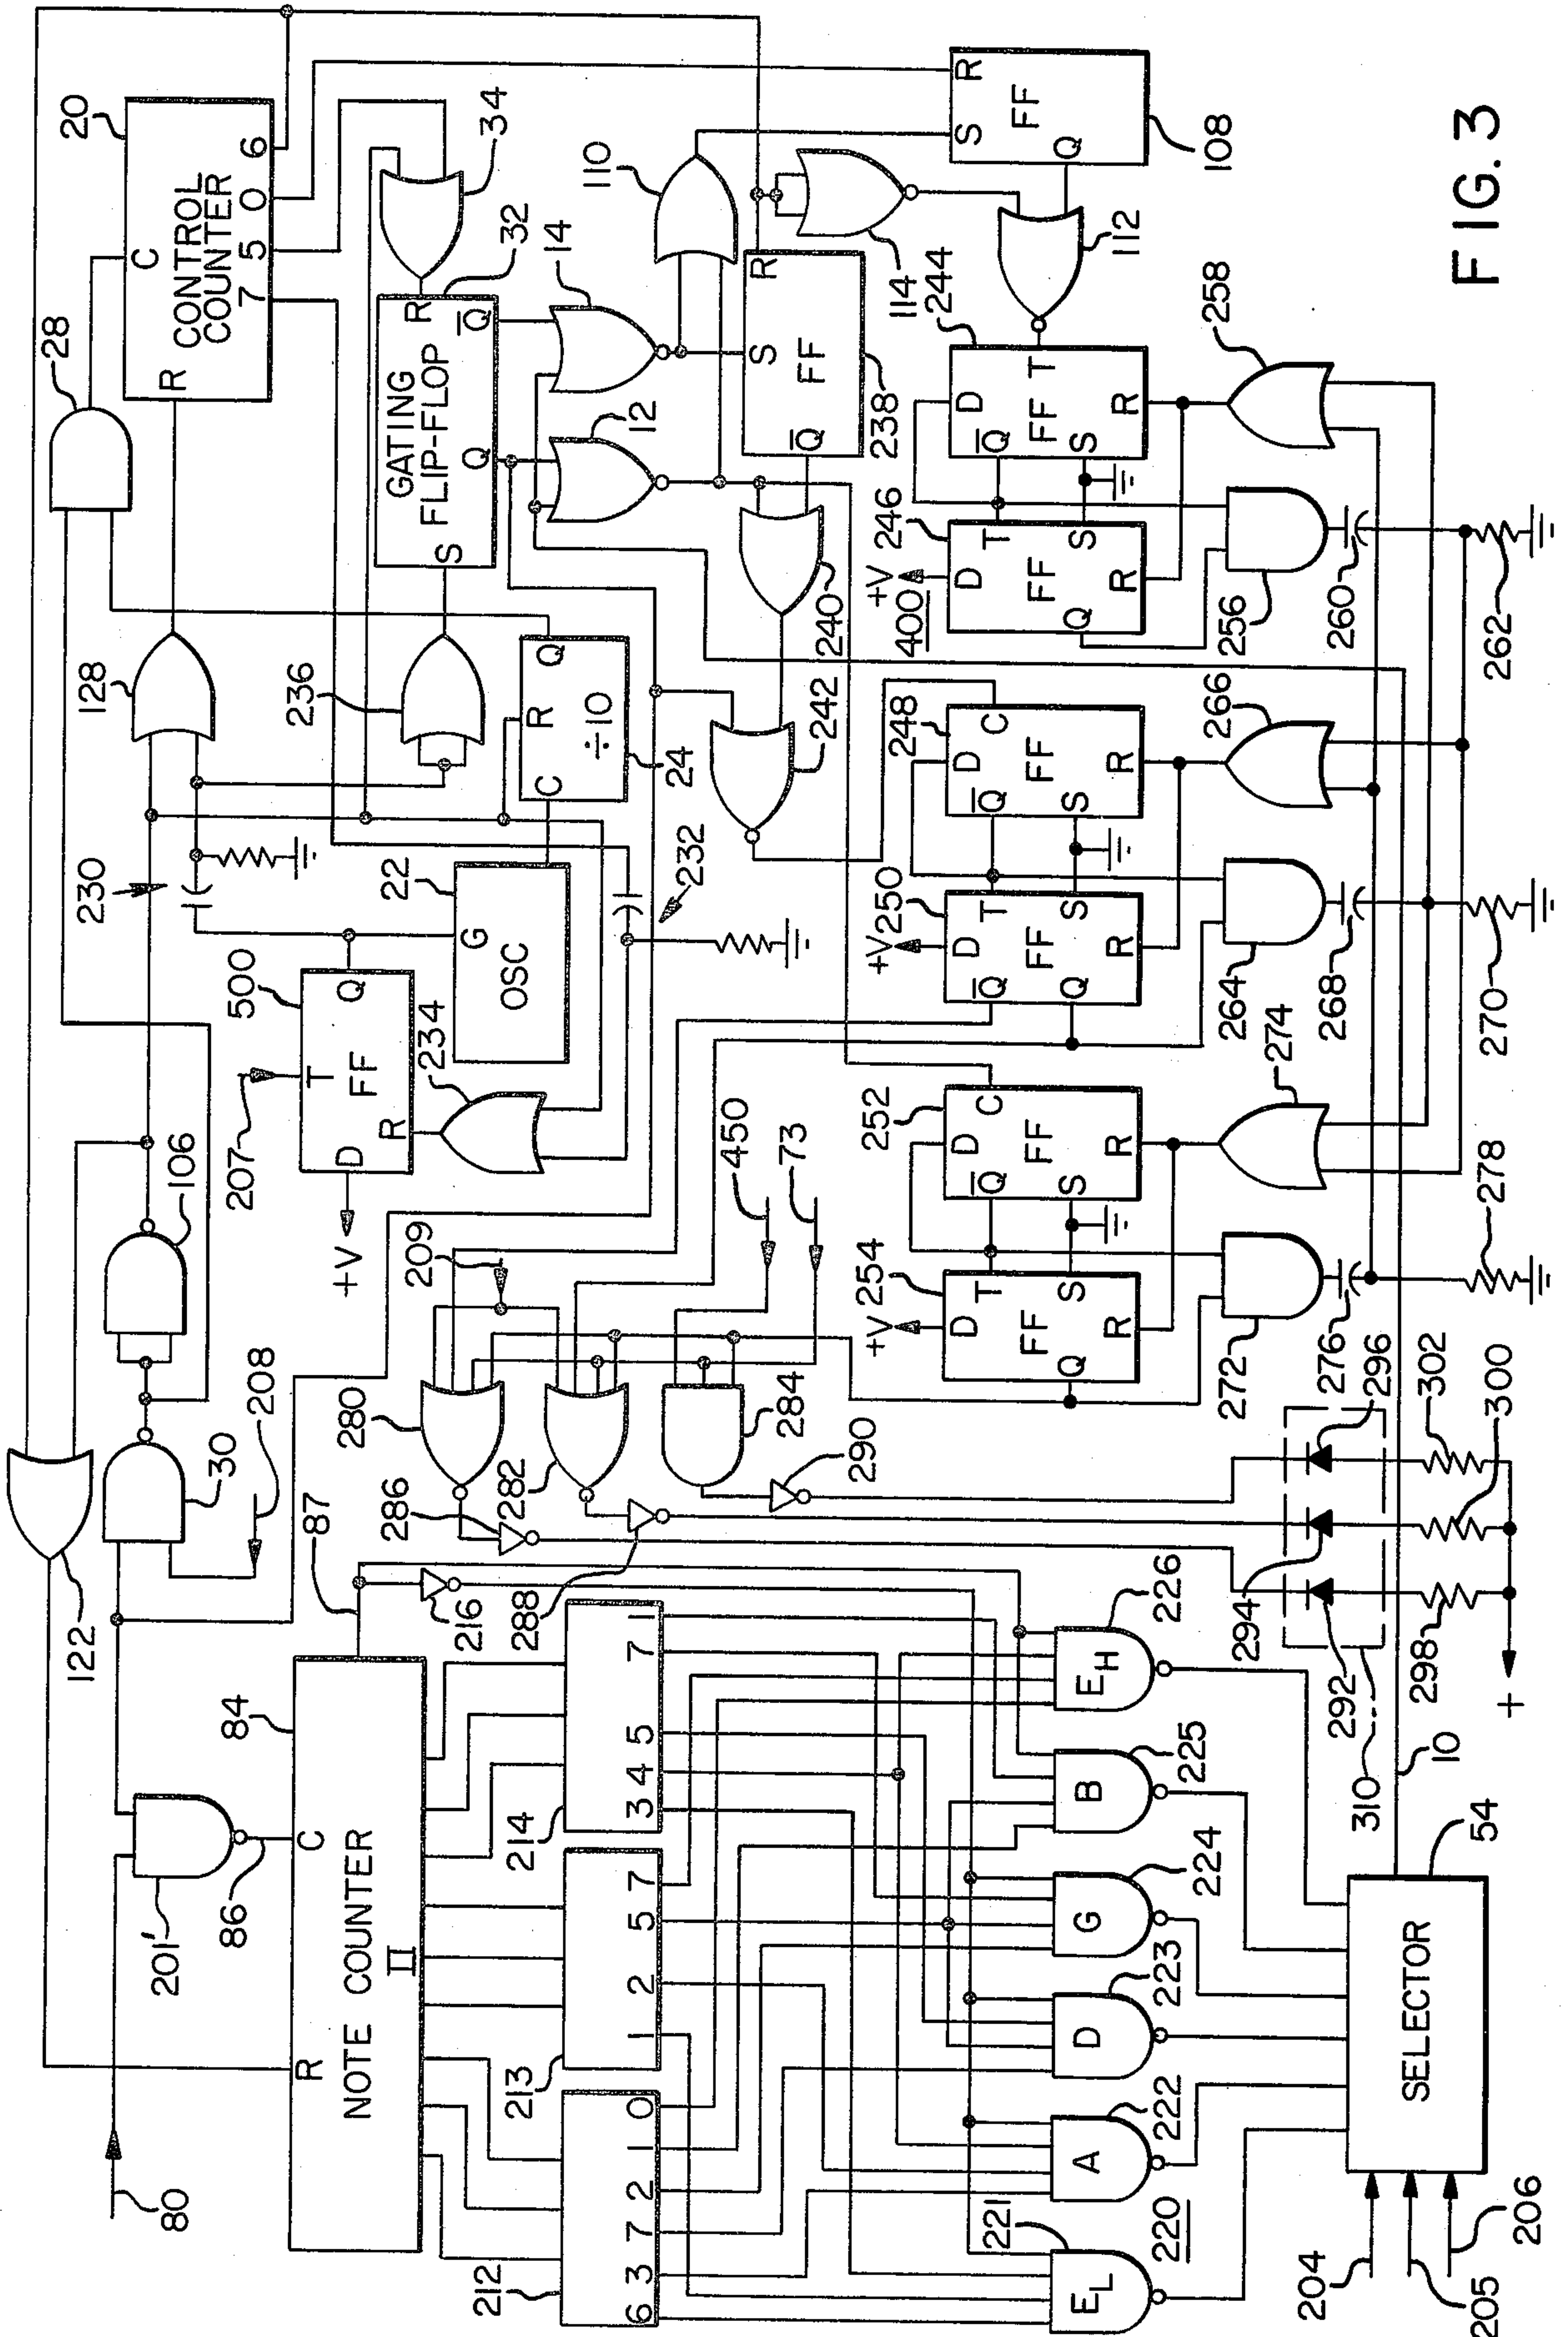 FIG. 3
80
201'
86
C
R
NOTE COUNTER
II
84
87
122
30
208
106
28
20
C
R
CONTROL
COUNTER
7
5
0
6
128
230
236
34
207
500
T
FF
D
Q
R
+V
234
22
G
OSC
232
C
R
Q
÷10
24
GATING
FLIP-FLOP
S
R
Q
Q̅
32
14
12
110
S
R
FF
Q̅
238
240
242
114
S
R
FF
Q
108
112
244
D
Q̅
T
FF
S
R
246
+V
D
T
FF
S
Q
R
400
256
258
260
262
248
D
C
Q̅
FF
S
R
250
+V
D
T
Q̅
FF
S
Q
R
264
266
268
270
252
D
C
Q̅
FF
S
R
254
+V
D
T
FF
S
Q
R
272
274
276
278
209
450
73
280
282
284
286
288
290
292
294
296
298
300
302
310
+
216
212
6
3
7
2
1
0
213
1
2
5
7
214
3
4
5
7
1
221
EL
222
A
223
D
224
G
225
B
226
EH
220
204
205
206
SELECTOR
54
10